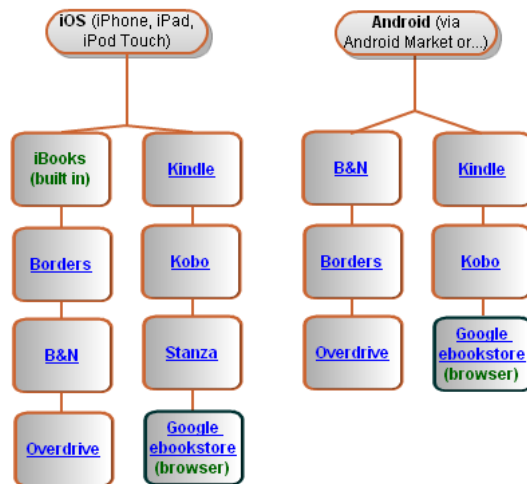 iOS (iPhone, iPad,
iPod Touch)
Android (via
Android Market or...)
iBooks
(built in)
Kindle
B&N
Kindle
Borders
Kobo
Borders
Kobo
B&N
Stanza
Overdrive
Google
ebookstore
(browser)
Overdrive
Google
ebookstore
(browser)